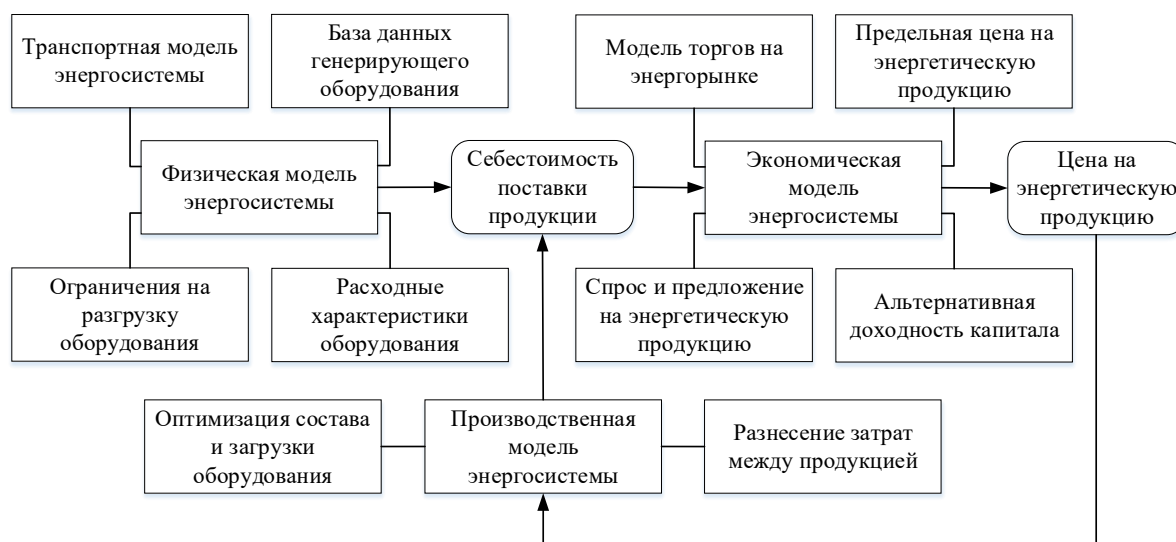 Транспортная модель
энергосистемы
База данных
генерирующего
оборудования
Модель торгов на
энергорынке
Предельная цена на
энергетическую
продукцию
Физическая модель
энергосистемы
Себестоимость
поставки
продукции
Экономическая
модель
энергосистемы
Цена на
энергетическую
продукцию
Ограничения на
разгрузку
оборудования
Расходные
характеристики
оборудования
Спрос и предложение
на энергетическую
продукцию
Альтернативная
доходность капитала
Оптимизация состава
и загрузки
оборудования
Производственная
модель
энергосистемы
Разнесение затрат
между продукцией